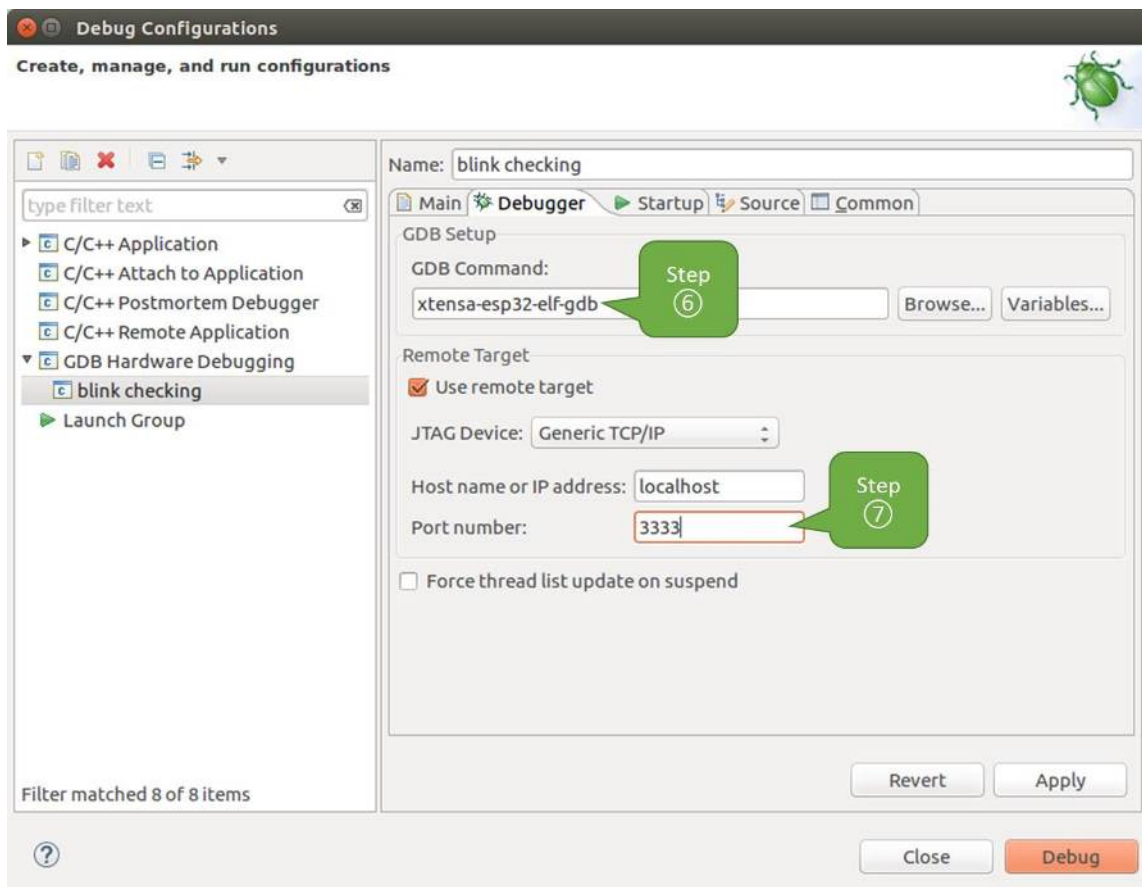 Debug Configurations
Create, manage, and run configurations
type filter text
C/C++ Application
C/C++ Attach to Application
C/C++ Postmortem Debugger
C/C++ Remote Application
GDB Hardware Debugging
blink checking
Launch Group
Filter matched 8 of 8 items
Name: blink checking
Main Debugger Startup Source Common
GDB Setup
GDB Command:
xtensa-esp32-elf-gdb
Browse... Variables...
Step
⑥
Remote Target
Use remote target
JTAG Device: Generic TCP/IP
Host name or IP address: localhost
Port number: 3333
Step
⑦
Force thread list update on suspend
Revert Apply
? Close Debug